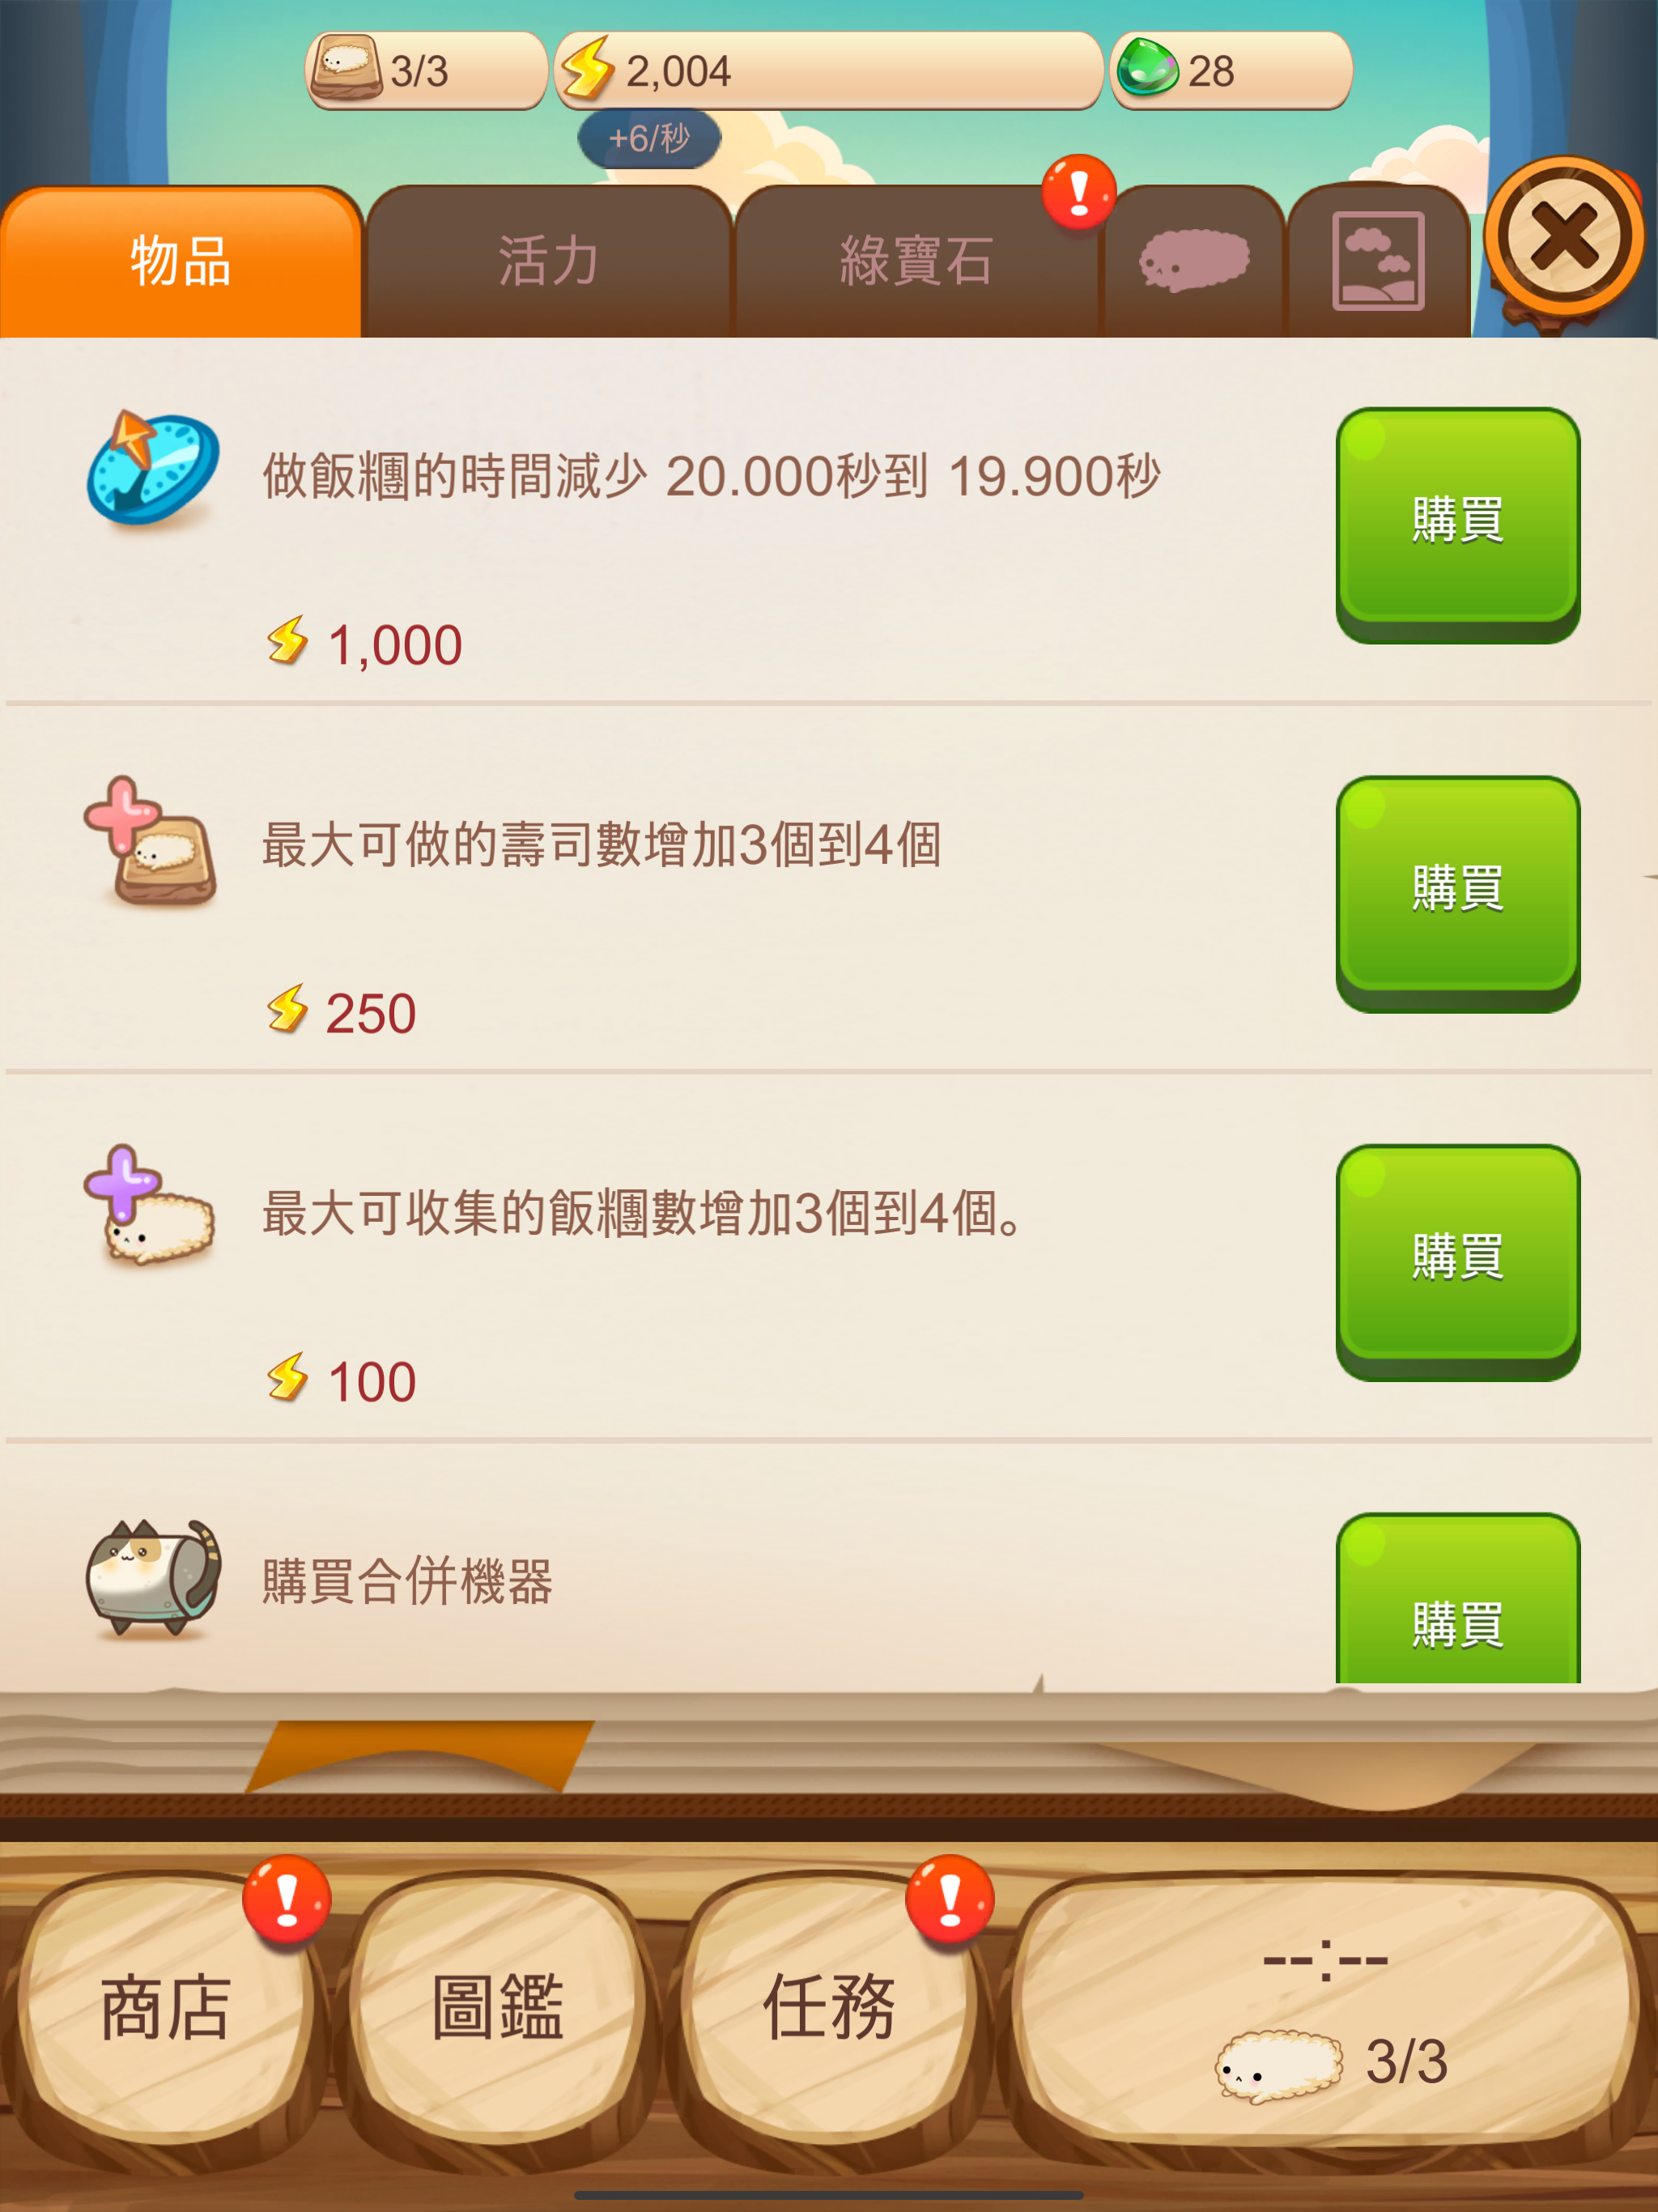 3/3
2,004
28
+6/秒
物品
活力
綠寶石
做飯糰的時間減少 20.000秒到 19.900秒
購買
1,000
最大可做的壽司數增加3個到4個
購買
250
最大可收集的飯糰數增加3個到4個。
購買
100
購買合併機器
購買
商店
圖鑑
任務
--:--
3/3